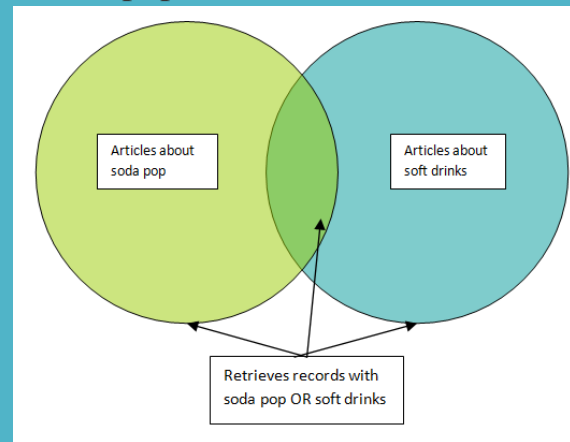 Articles about
soda pop
Articles about
soft drinks
Retrieves records with
soda pop OR soft drinks